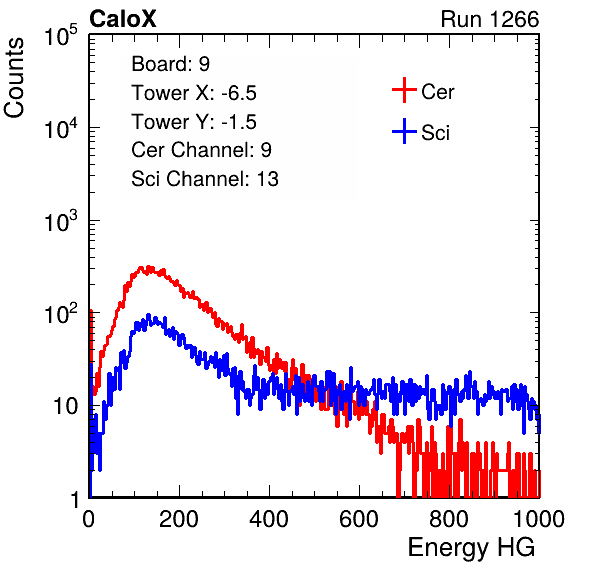 CaloX Run 1266
Counts
10^5
10^4
10^3
10^2
10
1
Board: 9
Tower X: -6.5
Tower Y: -1.5
Cer Channel: 9
Sci Channel: 13
Cer
Sci
0 200 400 600 800 1000
Energy HG